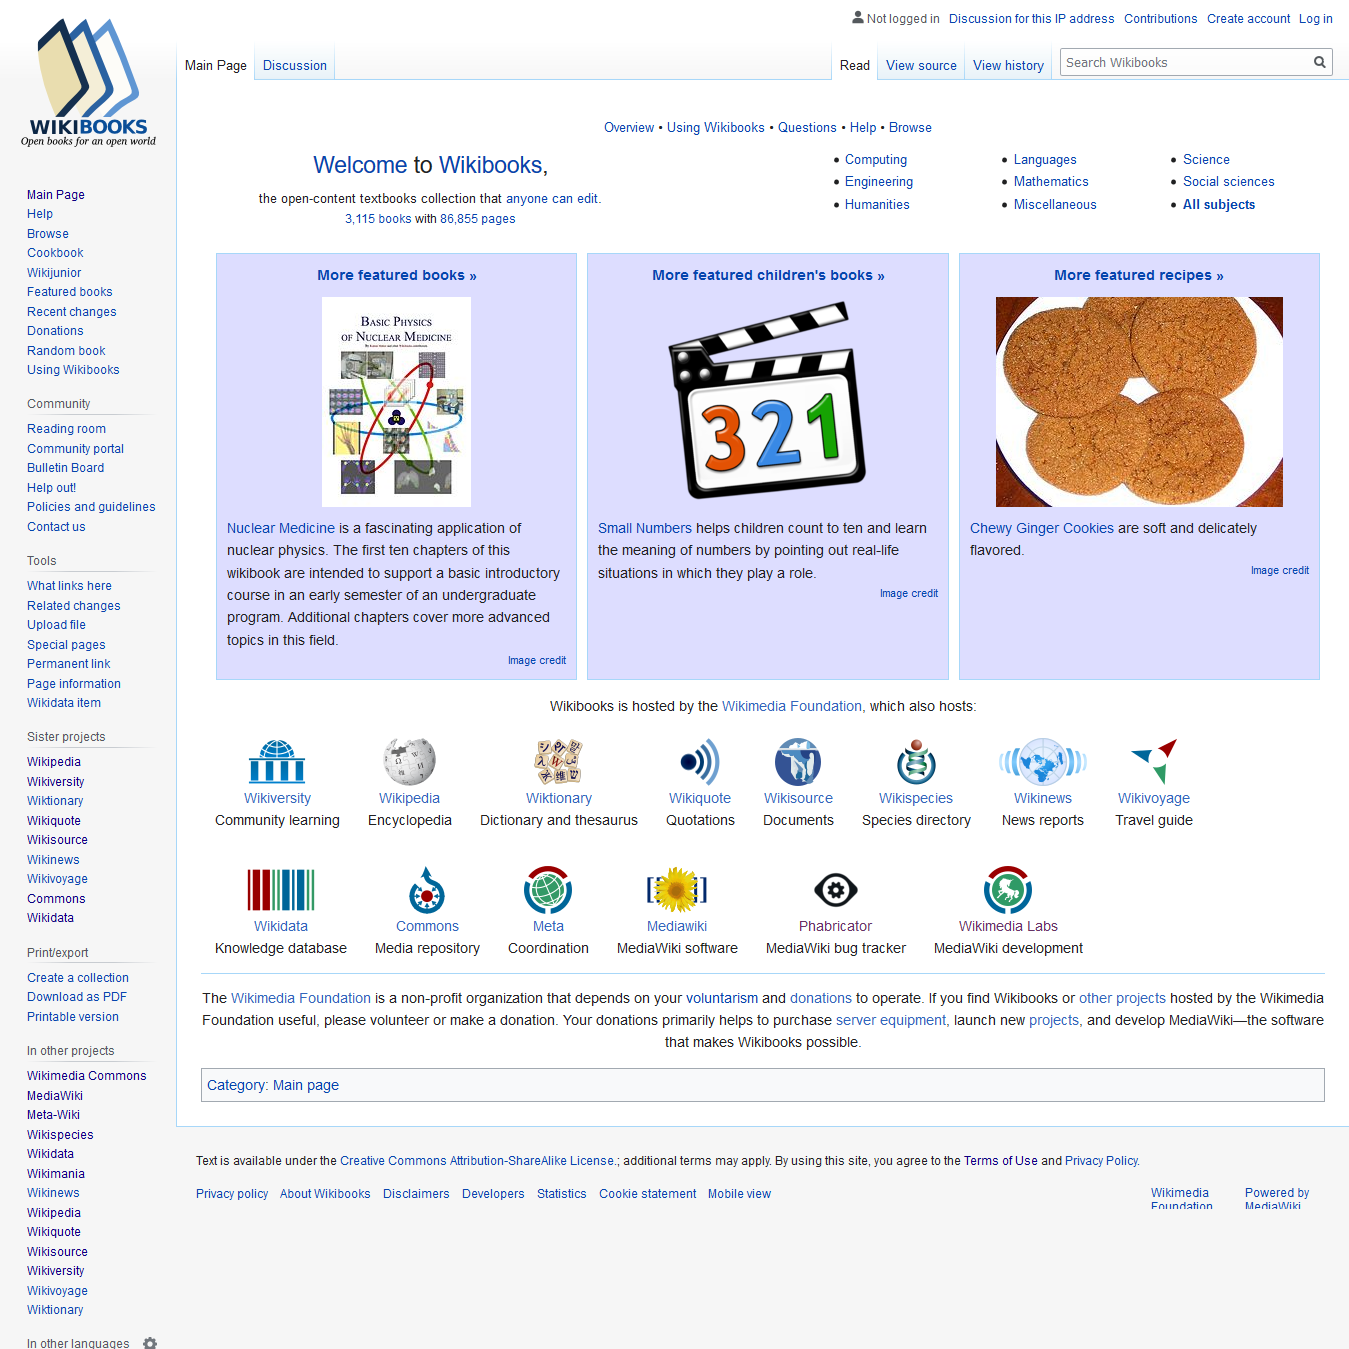 Not logged in Discussion for this IP address Contributions Create account Log in
Main Page Discussion Read View source View history Search Wikibooks
WIKIBOOKS
Open books for an open world
Main Page
Help
Browse
Cookbook
Wikijunior
Featured books
Recent changes
Donations
Random book
Using Wikibooks
Community
Reading room
Community portal
Bulletin Board
Help out!
Policies and guidelines
Contact us
Tools
What links here
Related changes
Upload file
Special pages
Permanent link
Page information
Wikidata item
Sister projects
Wikipedia
Wikiversity
Wiktionary
Wikiquote
Wikisource
Wikinews
Wikivoyage
Commons
Wikidata
Print/export
Create a collection
Download as PDF
Printable version
In other projects
Wikimedia Commons
MediaWiki
Meta-Wiki
Wikispecies
Wikidata
Wikimania
Wikinews
Wikipedia
Wikiquote
Wikisource
Wikiversity
Wikivoyage
Wiktionary
In other languages
Overview • Using Wikibooks • Questions • Help • Browse
Welcome to Wikibooks,
the open-content textbooks collection that anyone can edit.
3,115 books with 86,855 pages
• Computing • Languages • Science
• Engineering • Mathematics • Social sciences
• Humanities • Miscellaneous • All subjects
More featured books »
BASIC PHYSICS
OF NUCLEAR MEDICINE
Nuclear Medicine is a fascinating application of
nuclear physics. The first ten chapters of this
wikibook are intended to support a basic introductory
course in an early semester of an undergraduate
program. Additional chapters cover more advanced
topics in this field.
Image credit
More featured children's books »
321
Small Numbers helps children count to ten and learn
the meaning of numbers by pointing out real-life
situations in which they play a role.
Image credit
More featured recipes »
Chewy Ginger Cookies are soft and delicately
flavored.
Image credit
Wikibooks is hosted by the Wikimedia Foundation, which also hosts:
Wikiversity Wikipedia Wiktionary Wikiquote Wikisource Wikispecies Wikinews Wikivoyage
Community learning Encyclopedia Dictionary and thesaurus Quotations Documents Species directory News reports Travel guide
Wikidata Commons Meta Mediawiki Phabricator Wikimedia Labs
Knowledge database Media repository Coordination MediaWiki software MediaWiki bug tracker MediaWiki development
The Wikimedia Foundation is a non-profit organization that depends on your voluntarism and donations to operate. If you find Wikibooks or other projects hosted by the Wikimedia
Foundation useful, please volunteer or make a donation. Your donations primarily helps to purchase server equipment, launch new projects, and develop MediaWiki—the software
that makes Wikibooks possible.
Category: Main page
Text is available under the Creative Commons Attribution-ShareAlike License.; additional terms may apply. By using this site, you agree to the Terms of Use and Privacy Policy.
Privacy policy About Wikibooks Disclaimers Developers Statistics Cookie statement Mobile view
Wikimedia Powered by
Foundation MediaWiki